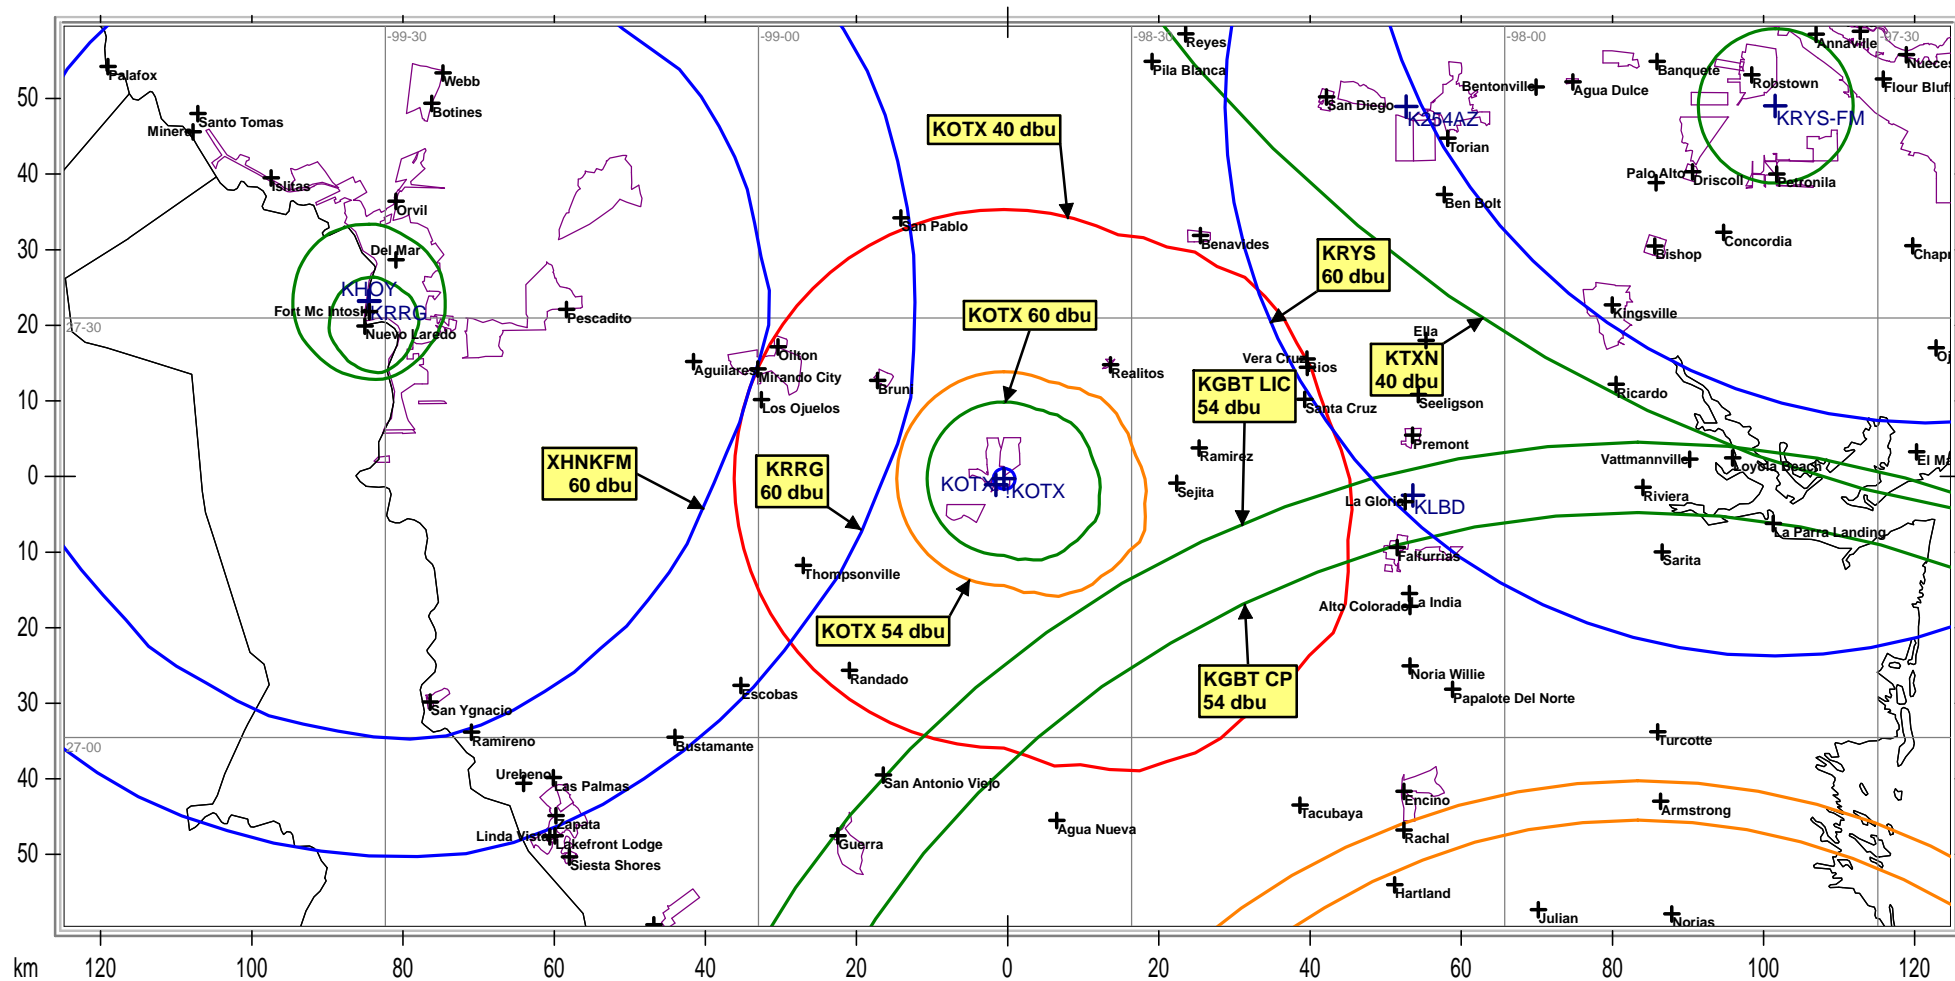 -99-30
-99-00
-98-30
-98-00
-97-30
Palafox
Webb
Botines
Santo Tomas
Minera
Islitas
Orvil
Del Mar
KHOY
Fort Mc Intosh
KRRG
Nuevo Laredo
27-30
Pescadito
Aguilares
Oilton
Mirando City
Los Ojuelos
Bruni
San Pablo
Reyes
Pila Blanca
San Diego
K254AZ
Bentonville
Agua Dulce
Torian
Ben Bolt
Banquete
Annaville
Robstown
Nueces
Flour Bluff
KRYS-FM
Palo Alto
Driscoll
Petronila
Concordia
Bishop
Chapr
Kingsville
Benavides
KOTX 40 dbu
KRYS
60 dbu
KOTX 60 dbu
KTXN
40 dbu
KGBT LIC
54 dbu
Ella
Vera Cruz
Rios
Realitos
Santa Cruz
Seeligson
Premont
Ramirez
Sejita
Ricardo
Vattmannville
Loyola Beach
Riviera
La Parra Landing
Sarita
La Gloria
KLBD
Falfurrias
La India
Alto Colorado
Noria Willie
Papalote Del Norte
Turcotte
XHNKFM
60 dbu
KRRG
60 dbu
KOTX
!KOTX
Thompsonville
KOTX 54 dbu
KGBT CP
54 dbu
Randado
Escobas
San Ygnacio
Ramireno
Bustamante
27-00
Urebeno
Las Palmas
Zapata
Lakefront Lodge
Siesta Shores
San Antonio Viejo
Guerra
Agua Nueva
Tacubaya
Encino
Rachal
Hartland
Armstrong
Julian
Norias
50
40
30
20
10
0
10
20
30
40
50
km
120
100
80
60
40
20
0
20
40
60
80
100
120